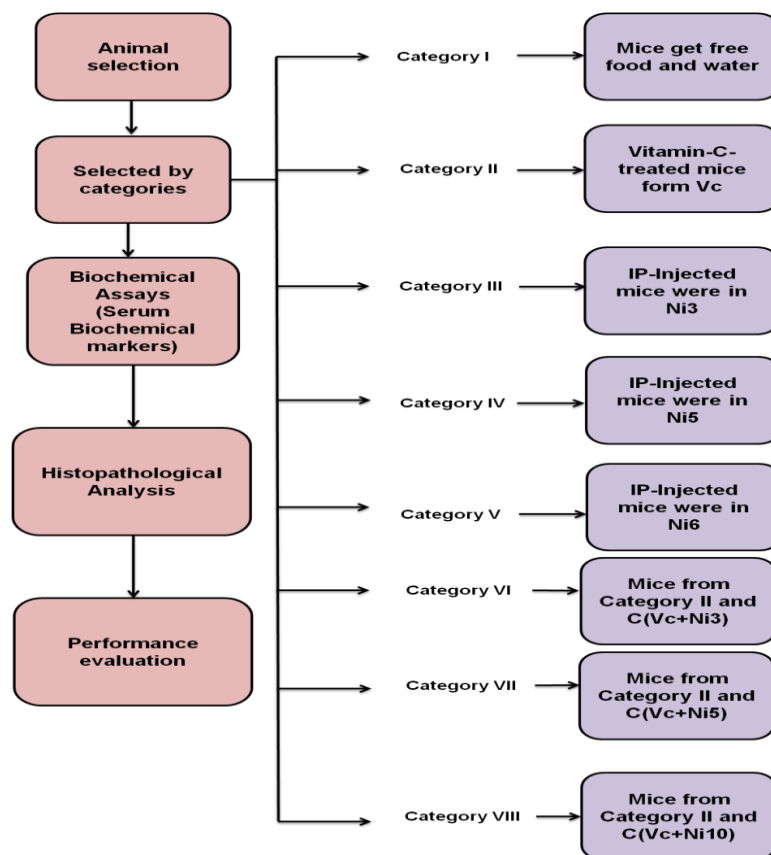 Animal
selection
Selected by
categories
Biochemical
Assays
(Serum
Biochemical
markers)
Histopathological
Analysis
Performance
evaluation
Category I
Mice get free
food and water
Category II
Vitamin-C-
treated mice
form Vc
Category III
IP-Injected
mice were in
Ni3
Category IV
IP-Injected
mice were in
Ni5
Category V
IP-Injected
mice were in
Ni6
Category VI
Mice from
Category II and
C(Vc+Ni3)
Category VII
Mice from
Category II and
C(Vc+Ni5)
Category VIII
Mice from
Category II and
C(Vc+Ni10)